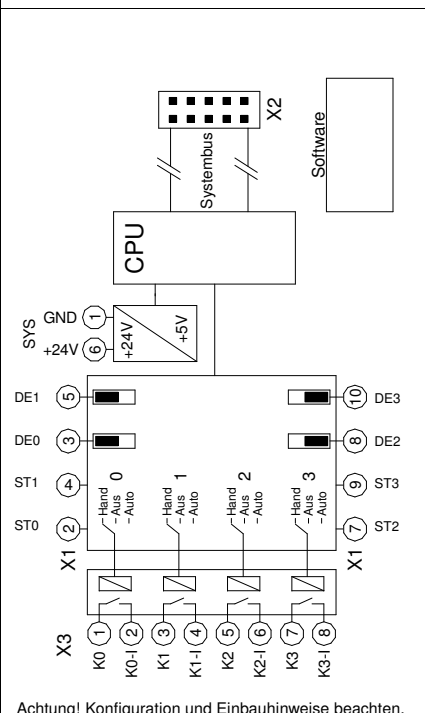 X2
Systembus
Software
CPU
SYS
GND 1
+24V 6
+24V
+5V
DE1 5
10 DE3
DE0 3
8 DE2
ST1 4
9 ST3
ST0 2
7 ST2
0
Hand
Aus
Auto
1
Hand
Aus
Auto
2
Hand
Aus
Auto
3
Hand
Aus
Auto
X1
X1
X3
1 2 3 4 5 6 7 8
K0 K0-I K1 K1-I K2 K2-I K3 K3-I
Achtung! Konfiguration und Einbauhinweise beachten.